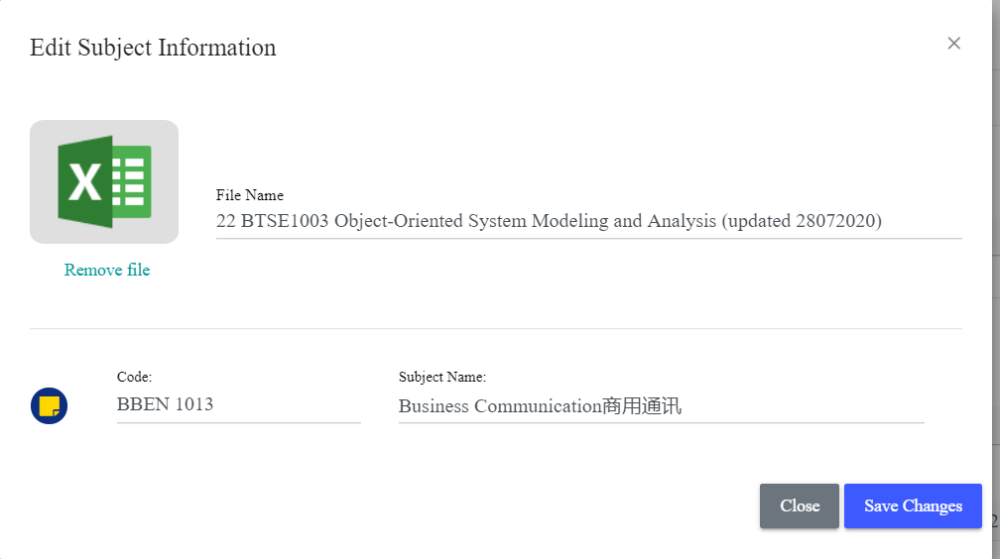 Edit Subject Information
X
File Name
22 BTSE1003 Object-Oriented System Modeling and Analysis (updated 28072020)
Remove file
Code:
Subject Name:
BBEN 1013
Business Communication商用通讯
Close
Save Changes
2